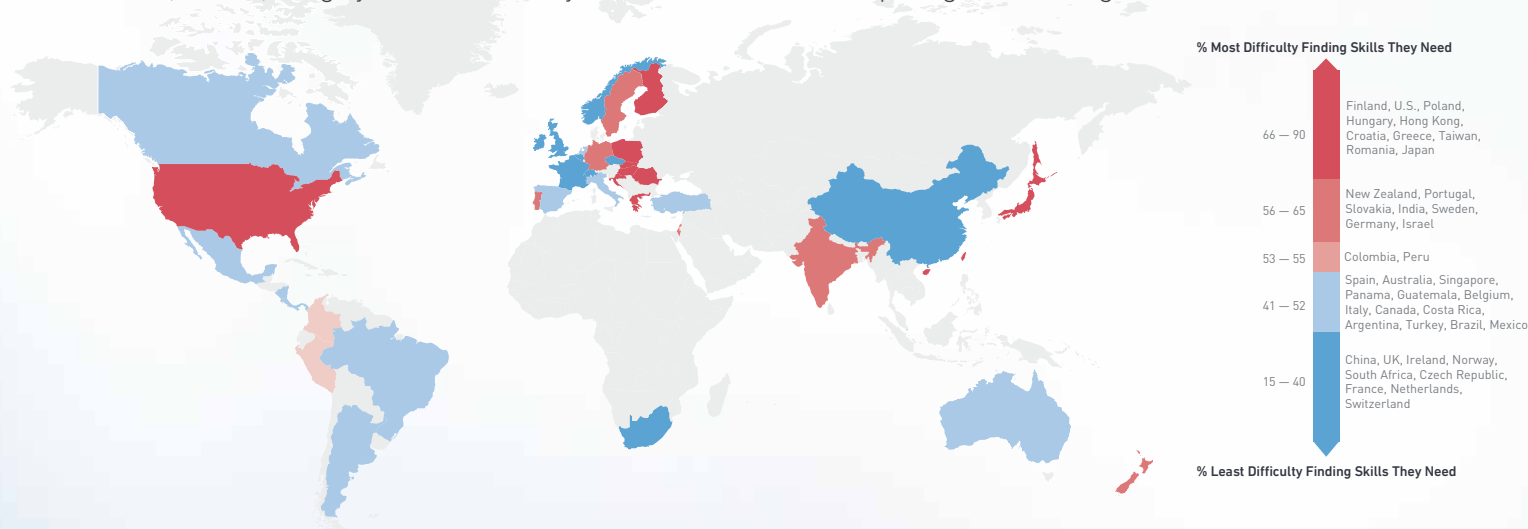 % Most Difficulty Finding Skills They Need
66 — 90
Finland, U.S., Poland,
Hungary, Hong Kong,
Croatia, Greece, Taiwan,
Romania, Japan
56 — 65
New Zealand, Portugal,
Slovakia, India, Sweden,
Germany, Israel
53 — 55
Colombia, Peru
41 — 52
Spain, Australia, Singapore,
Panama, Guatemala, Belgium,
Italy, Canada, Costa Rica,
Argentina, Turkey, Brazil, Mexico
15 — 40
China, UK, Ireland, Norway,
South Africa, Czech Republic,
France, Netherlands,
Switzerland
% Least Difficulty Finding Skills They Need